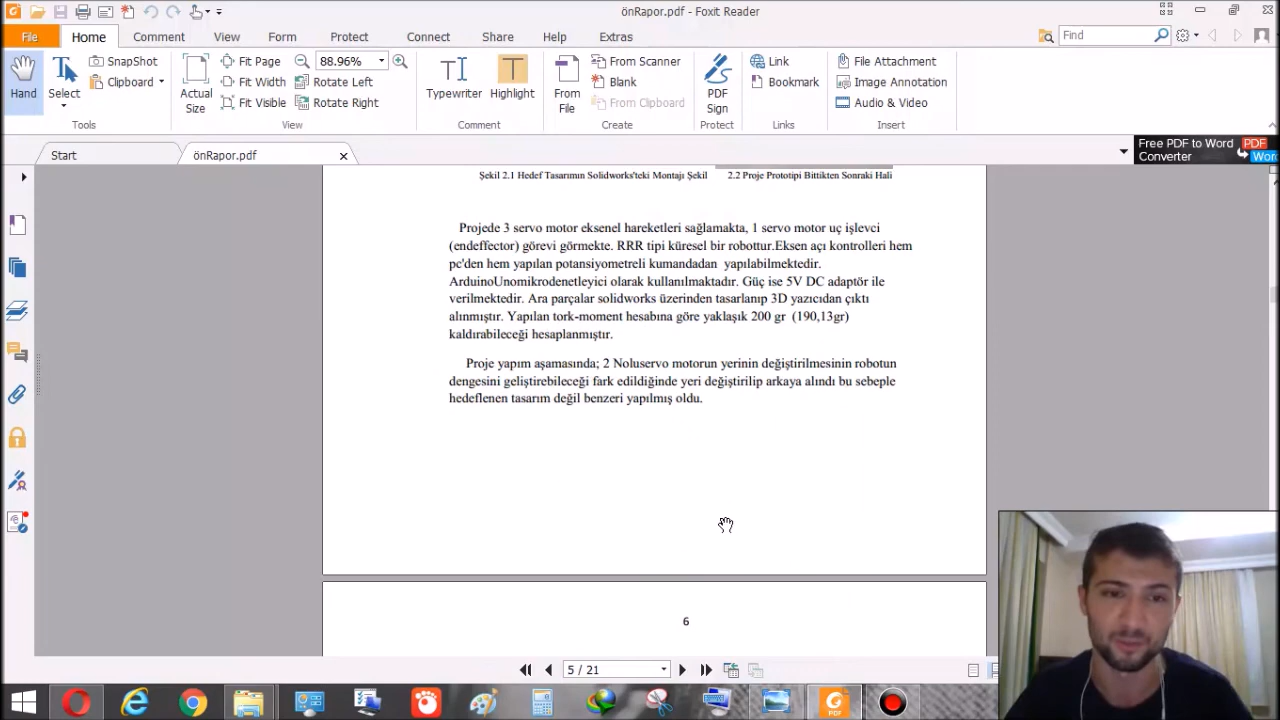 önRapor.pdf - Foxit Reader
File Home Comment View Form Protect Connect Share Help Extras Find
SnapShot
Clipboard
Hand Select
Tools
Actual Size
Fit Page
Fit Width
Fit Visible
88.96%
Rotate Left
Rotate Right
View
Typewriter Highlight
Comment
From File
From Scanner
Blank
From Clipboard
Create
PDF Sign
Protect
Link
Bookmark
Links
File Attachment
Image Annotation
Audio & Video
Insert
Start önRapor.pdf
Free PDF to Word
Converter
PDF
Word
Şekil 2.1 Hedef Tasarımın Solidworks'teki Montajı Şekil 2.2 Proje Prototipi Bittikten Sonraki Hali
Projede 3 servo motor eksenel hareketleri sağlamakta, 1 servo motor uç işlevci
(endeffector) görevi görmekte. RRR tipi küresel bir robottur.Eksen açı kontrolleri hem
pc'den hem yapılan potansiyometreli kumandadan yapılabilmektedir.
ArduinoUnomikrodenetleyici olarak kullanılmaktadır. Güç ise 5V DC adaptör ile
verilmektedir. Ara parçalar solidworks üzerinden tasarlanıp 3D yazıcıdan çıktı
alınmıştır. Yapılan tork-moment hesabına göre yaklaşık 200 gr (190,13gr)
kaldırabileceği hesaplanmıştır.
Proje yapım aşamasında; 2 Noluservo motorun yerinin değiştirilmesinin robotun
dengesini geliştirebileceği fark edildiğinde yeri değiştirilip arkaya alındı bu sebeple
hedeflenen tasarım değil benzeri yapılmış oldu.
6
5 / 21